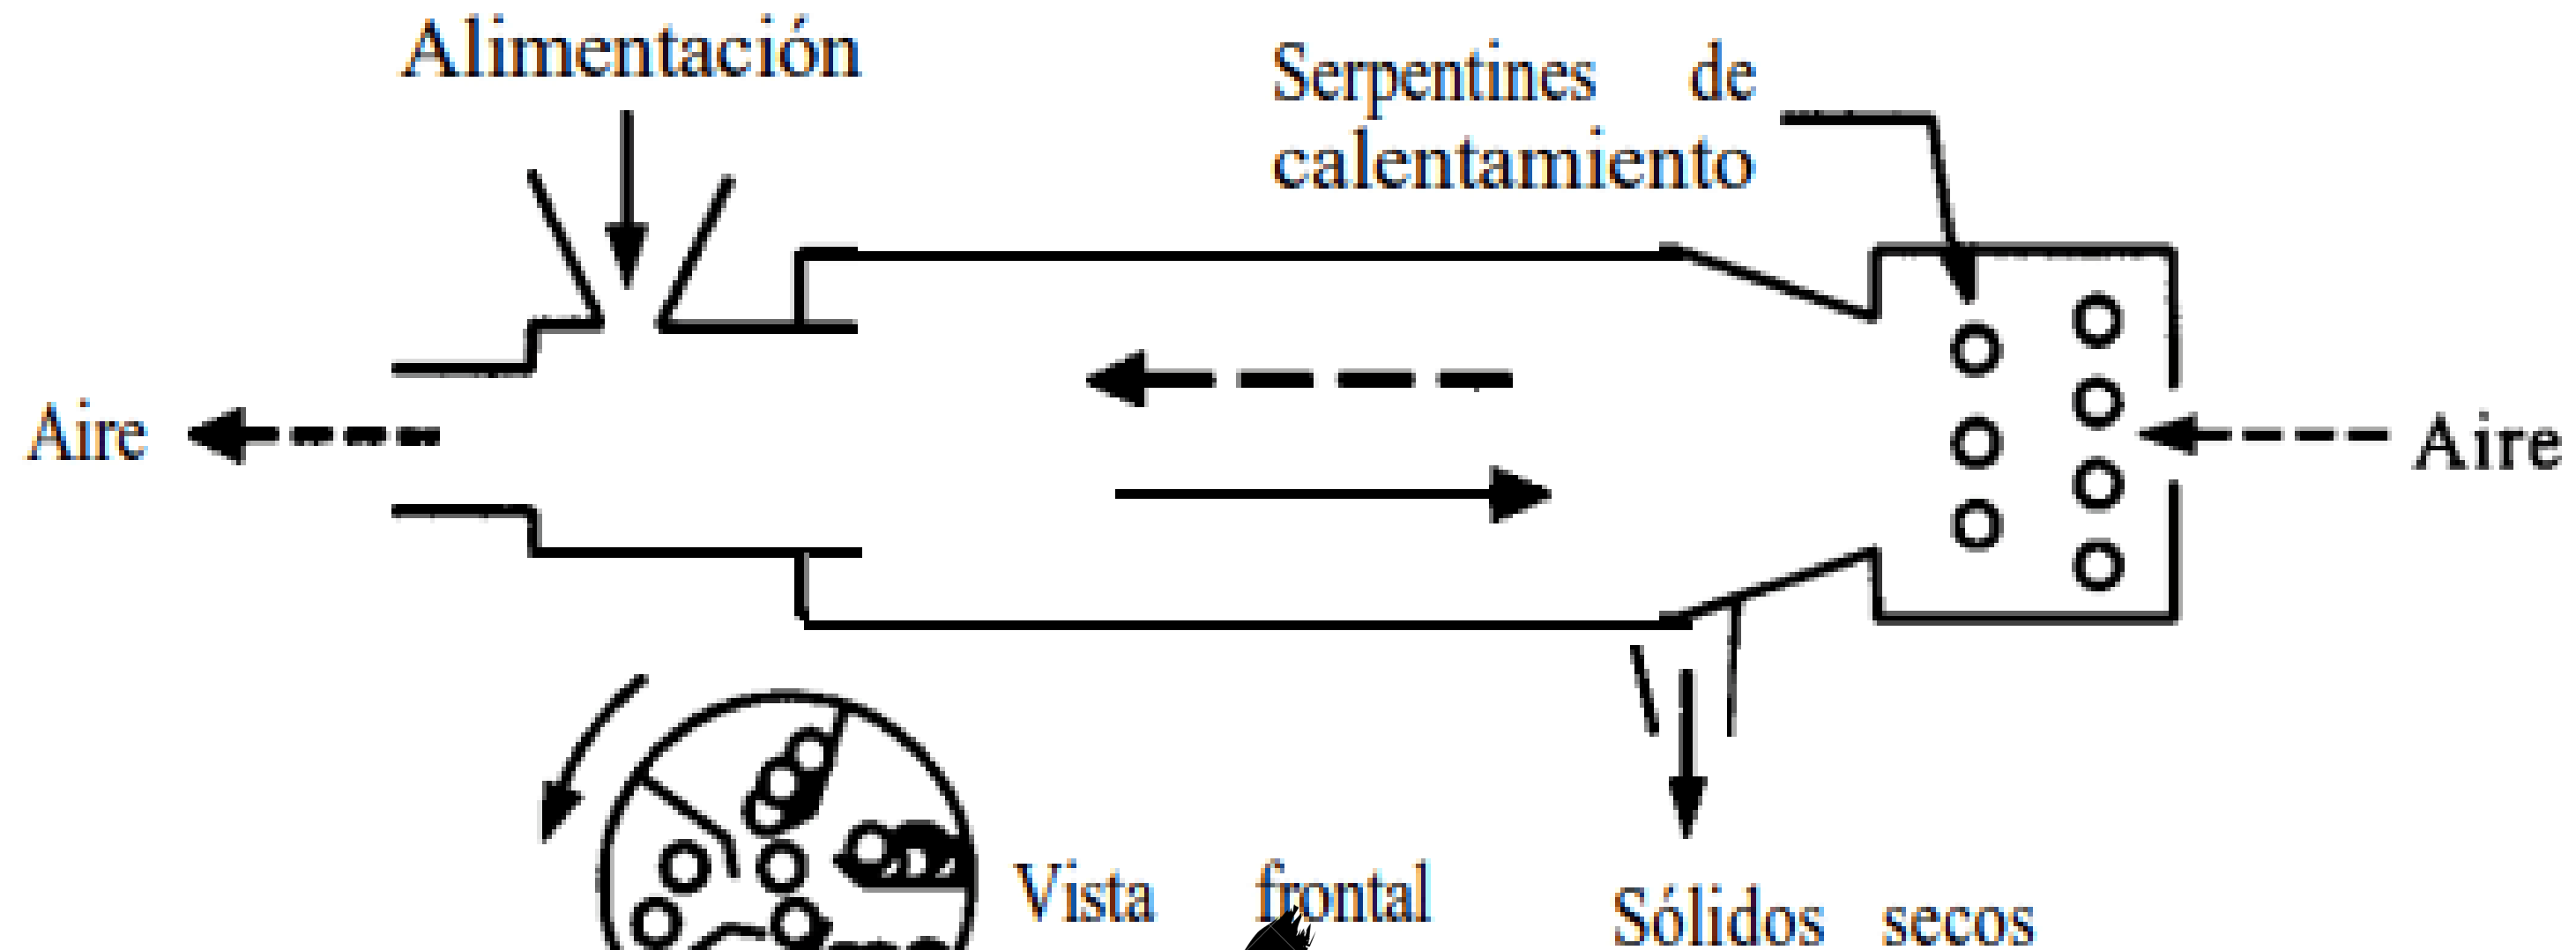 Alimentación
Serpentines de
calentamiento
Aire
Aire
Vista frontal
Sólidos secos